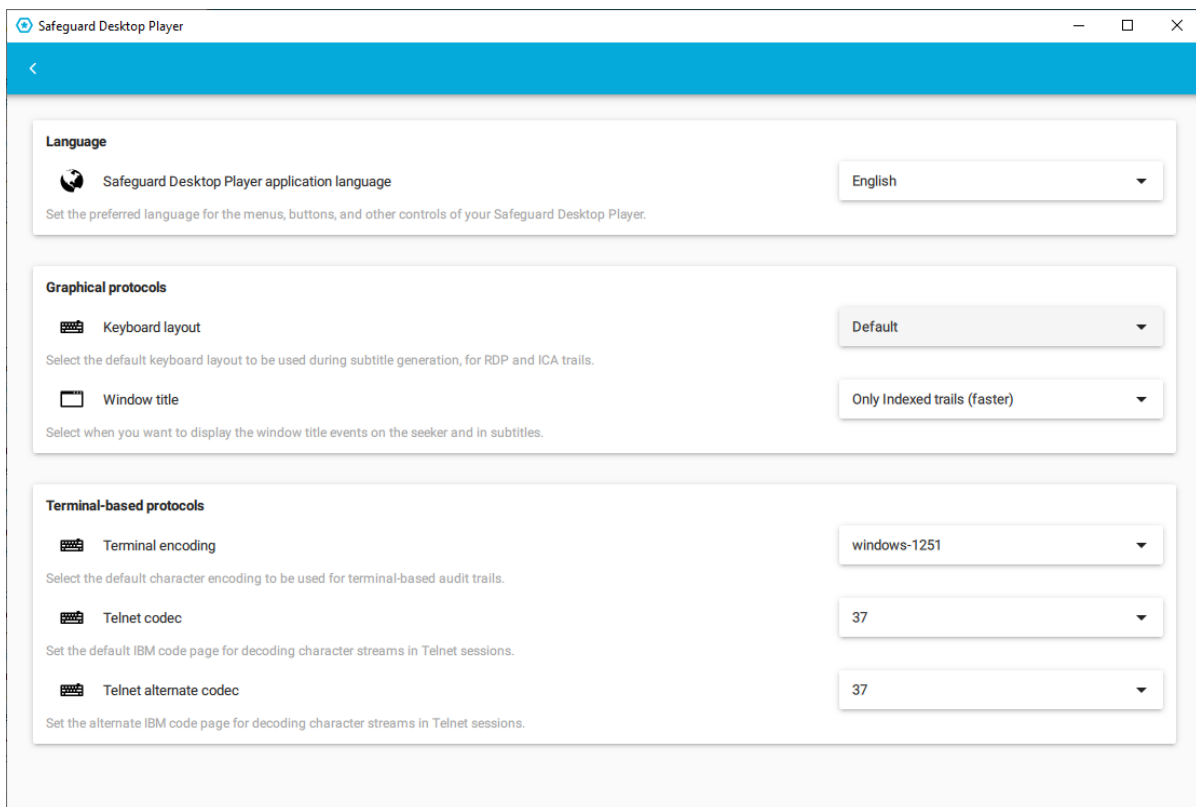 Safeguard Desktop Player
Language
Safeguard Desktop Player application language
English
Set the preferred language for the menus, buttons, and other controls of your Safeguard Desktop Player.
Graphical protocols
Keyboard layout
Default
Select the default keyboard layout to be used during subtitle generation, for RDP and ICA trails.
Window title
Only Indexed trails (faster)
Select when you want to display the window title events on the seeker and in subtitles.
Terminal-based protocols
Terminal encoding
windows-1251
Select the default character encoding to be used for terminal-based audit trails.
Telnet codec
37
Set the default IBM code page for decoding character streams in Telnet sessions.
Telnet alternate codec
37
Set the alternate IBM code page for decoding character streams in Telnet sessions.